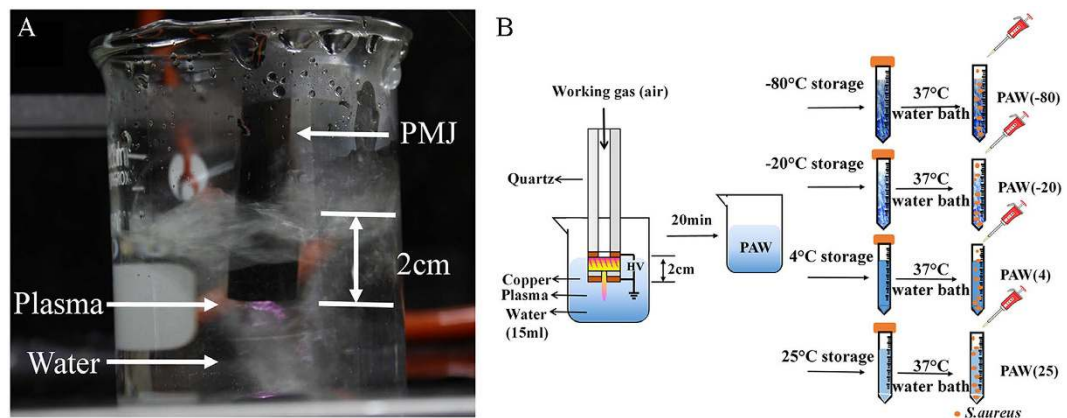 A
PMJ
2cm
Plasma
Water
B
Working gas (air)
Quartz
HV
2cm
Copper
Plasma
Water
(15ml)
20min
PAW
-80°C storage
37°C
water bath
PAW(-80)
-20°C storage
37°C
water bath
PAW(-20)
4°C storage
37°C
water bath
PAW(4)
25°C storage
37°C
water bath
PAW(25)
S.aureus